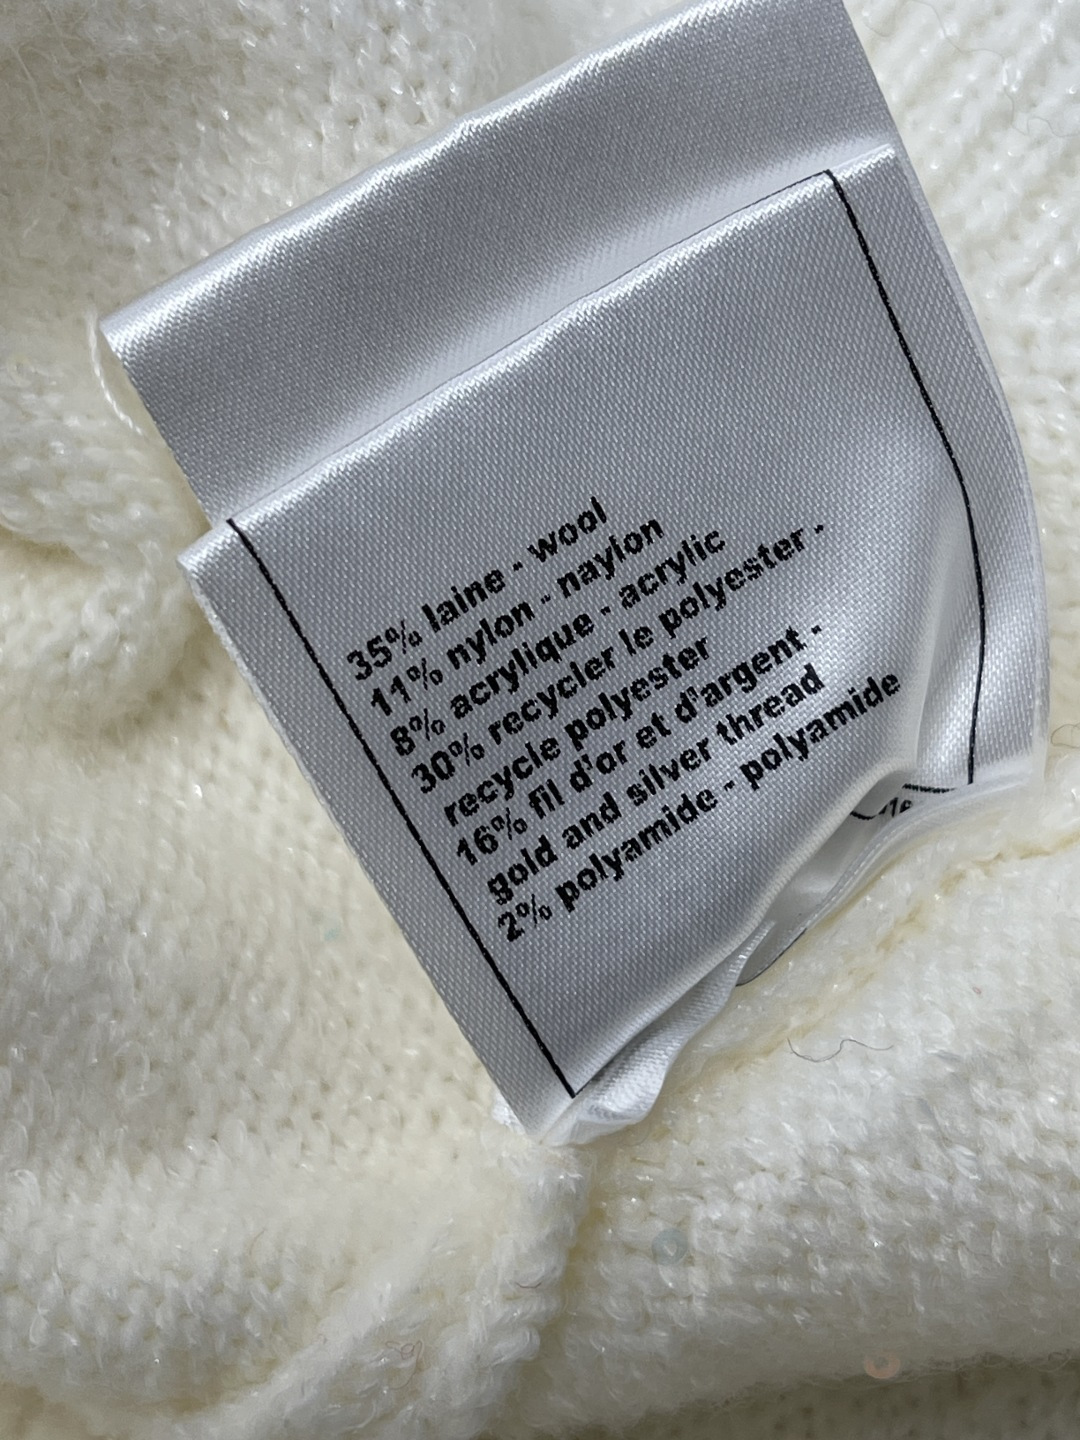 35% laine - wool
11% nylon - naylon
8% acrylique - acrylic
30% recycler le polyester -
recycle polyester
16% fil d'or et d'argent -
gold and silver thread
2% polyamide - polyamide